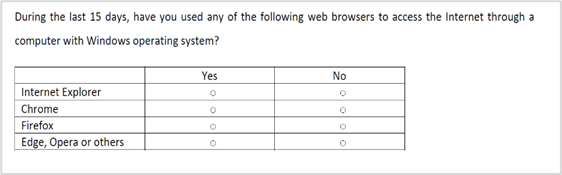 During the last 15 days, have you used any of the following web browsers to access the Internet through a
computer with Windows operating system?
Yes No
Internet Explorer
Chrome
Firefox
Edge, Opera or others